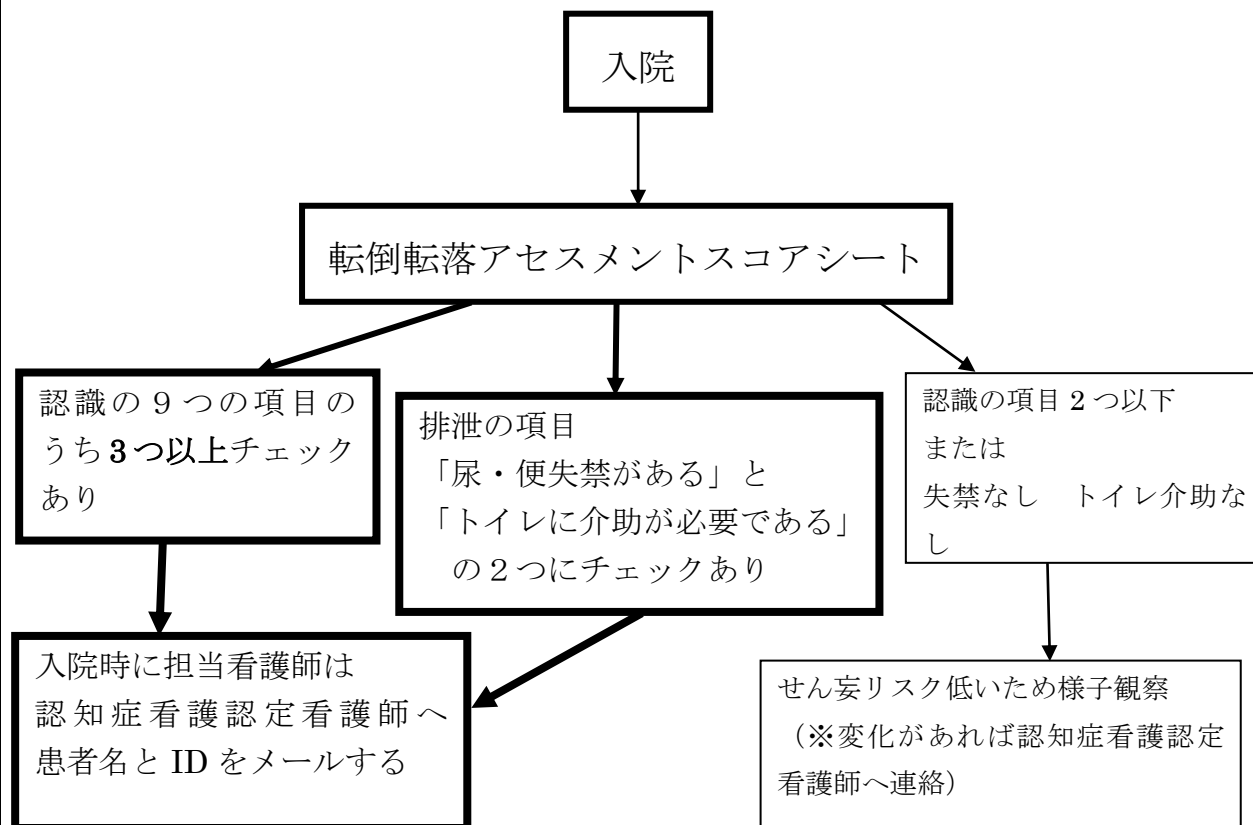 入院
転倒転落アセスメントスコアシート
認識の９つの項目の
うち3つ以上チェック
あり
排泄の項目
「尿・便失禁がある」と
「トイレに介助が必要である」
の２つにチェックあり
認識の項目 2 つ以下
または
失禁なし　トイレ介助な
し
入院時に担当看護師は
認知症看護認定看護師へ
患者名と ID をメールする
せん妄リスク低いため様子観察
（※変化があれば認知症看護認定
看護師へ連絡）